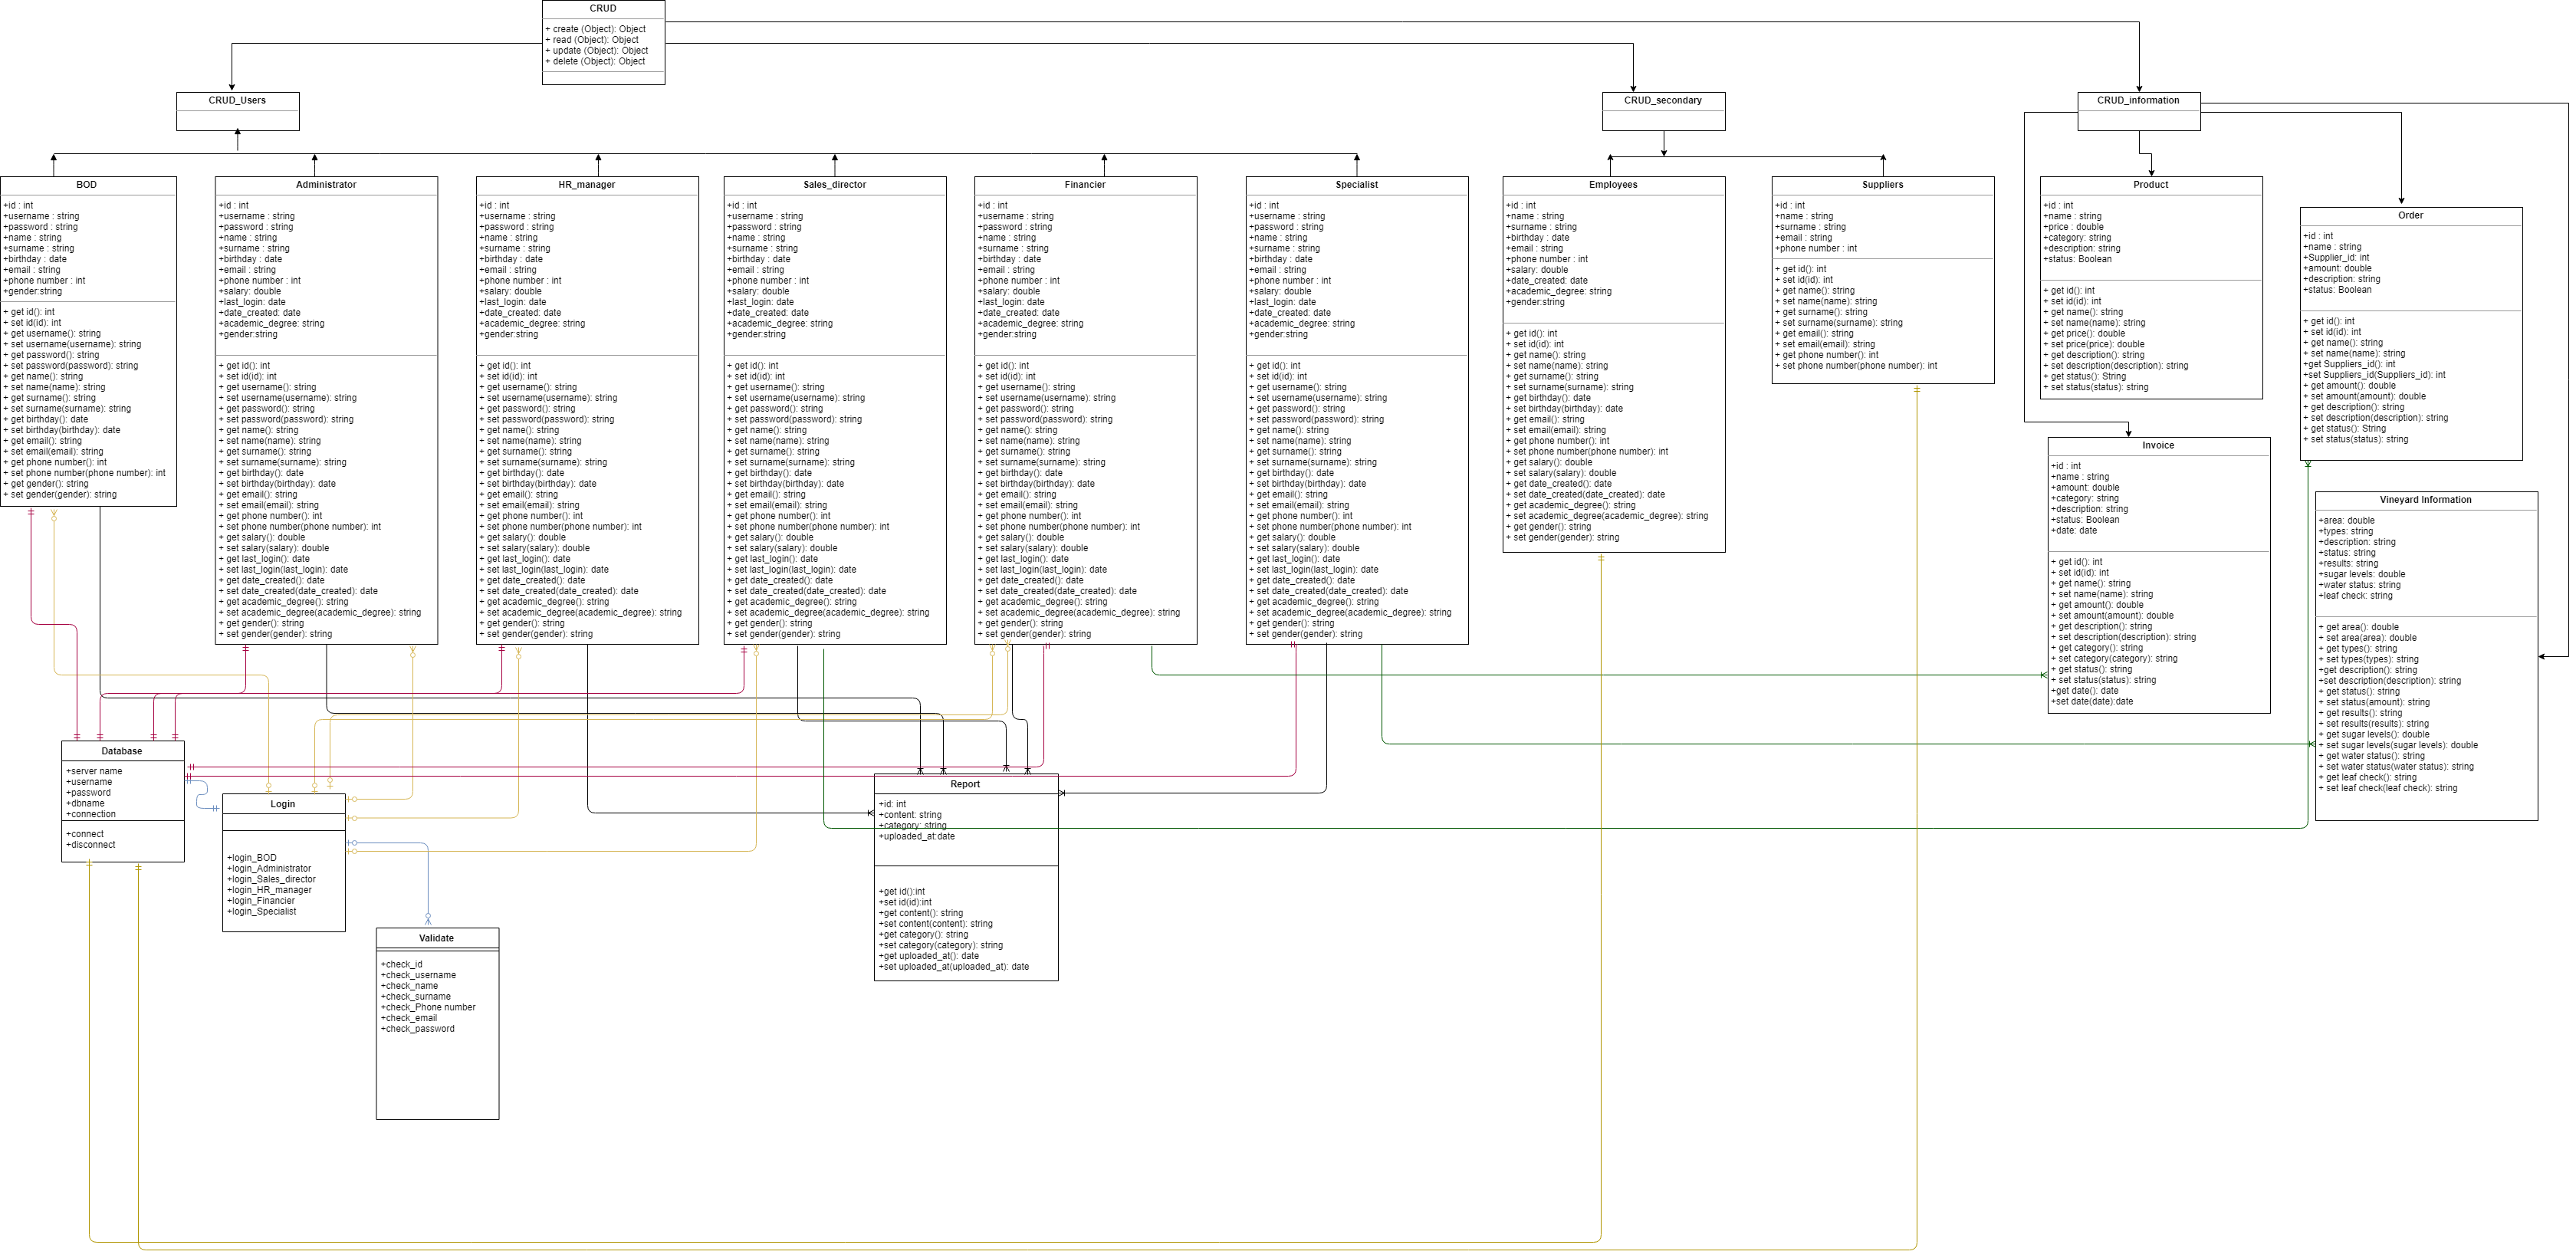 CRUD
+ create (Object): Object
+ read (Object): Object
+ update (Object): Object
+ delete (Object): Object
CRUD_Users
CRUD_secondary
CRUD_information
BOD
+id : int
+username : string
+password : string
+name : string
+surname : string
+birthday : date
+email : string
+phone number : int
+gender:string
+ get id(): int
+ set id(id): int
+ get username(): string
+ set username(username): string
+ get password(): string
+ set password(password): string
+ get name(): string
+ set name(name): string
+ get surname(): string
+ set surname(surname): string
+ get birthday(): date
+ set birthday(birthday): date
+ get email(): string
+ set email(email): string
+ get phone number(): int
+ set phone number(phone number): int
+ get gender(): string
+ set gender(gender): string
Administrator
+id : int
+username : string
+password : string
+name : string
+surname : string
+birthday : date
+email : string
+phone number : int
+salary: double
+last_login: date
+date_created: date
+academic_degree: string
+gender:string
+ get id(): int
+ set id(id): int
+ get username(): string
+ set username(username): string
+ get password(): string
+ set password(password): string
+ get name(): string
+ set name(name): string
+ get surname(): string
+ set surname(surname): string
+ get birthday(): date
+ set birthday(birthday): date
+ get email(): string
+ set email(email): string
+ get phone number(): int
+ set phone number(phone number): int
+ get salary(): double
+ set salary(salary): double
+ get last_login(): date
+ set last_login(last_login): date
+ get date_created(): date
+ set date_created(date_created): date
+ get academic_degree(): string
+ set academic_degree(academic_degree): string
+ get gender(): string
+ set gender(gender): string
HR_manager
+id : int
+username : string
+password : string
+name : string
+surname : string
+birthday : date
+email : string
+phone number : int
+salary: double
+last_login: date
+date_created: date
+academic_degree: string
+gender:string
+ get id(): int
+ set id(id): int
+ get username(): string
+ set username(username): string
+ get password(): string
+ set password(password): string
+ get name(): string
+ set name(name): string
+ get surname(): string
+ set surname(surname): string
+ get birthday(): date
+ set birthday(birthday): date
+ get email(): string
+ set email(email): string
+ get phone number(): int
+ set phone number(phone number): int
+ get salary(): double
+ set salary(salary): double
+ get last_login(): date
+ set last_login(last_login): date
+ get date_created(): date
+ set date_created(date_created): date
+ get academic_degree(): string
+ set academic_degree(academic_degree): string
+ get gender(): string
+ set gender(gender): string
Sales_director
+id : int
+username : string
+password : string
+name : string
+surname : string
+birthday : date
+email : string
+phone number : int
+salary: double
+last_login: date
+date_created: date
+academic_degree: string
+gender:string
+ get id(): int
+ set id(id): int
+ get username(): string
+ set username(username): string
+ get password(): string
+ set password(password): string
+ get name(): string
+ set name(name): string
+ get surname(): string
+ set surname(surname): string
+ get birthday(): date
+ set birthday(birthday): date
+ get email(): string
+ set email(email): string
+ get phone number(): int
+ set phone number(phone number): int
+ get salary(): double
+ set salary(salary): double
+ get last_login(): date
+ set last_login(last_login): date
+ get date_created(): date
+ set date_created(date_created): date
+ get academic_degree(): string
+ set academic_degree(academic_degree): string
+ get gender(): string
+ set gender(gender): string
Financier
+id : int
+username : string
+password : string
+name : string
+surname : string
+birthday : date
+email : string
+phone number : int
+salary: double
+last_login: date
+date_created: date
+academic_degree: string
+gender:string
+ get id(): int
+ set id(id): int
+ get username(): string
+ set username(username): string
+ get password(): string
+ set password(password): string
+ get name(): string
+ set name(name): string
+ get surname(): string
+ set surname(surname): string
+ get birthday(): date
+ set birthday(birthday): date
+ get email(): string
+ set email(email): string
+ get phone number(): int
+ set phone number(phone number): int
+ get salary(): double
+ set salary(salary): double
+ get last_login(): date
+ set last_login(last_login): date
+ get date_created(): date
+ set date_created(date_created): date
+ get academic_degree(): string
+ set academic_degree(academic_degree): string
+ get gender(): string
+ set gender(gender): string
Specialist
+id : int
+username : string
+password : string
+name : string
+surname : string
+birthday : date
+email : string
+phone number : int
+salary: double
+last_login: date
+date_created: date
+academic_degree: string
+gender:string
+ get id(): int
+ set id(id): int
+ get username(): string
+ set username(username): string
+ get password(): string
+ set password(password): string
+ get name(): string
+ set name(name): string
+ get surname(): string
+ set surname(surname): string
+ get birthday(): date
+ set birthday(birthday): date
+ get email(): string
+ set email(email): string
+ get phone number(): int
+ set phone number(phone number): int
+ get salary(): double
+ set salary(salary): double
+ get last_login(): date
+ set last_login(last_login): date
+ get date_created(): date
+ set date_created(date_created): date
+ get academic_degree(): string
+ set academic_degree(academic_degree): string
+ get gender(): string
+ set gender(gender): string
Employees
+id : int
+name : string
+surname : string
+birthday : date
+email : string
+phone number : int
+salary: double
+date_created: date
+academic_degree: string
+gender:string
+ get id(): int
+ set id(id): int
+ get name(): string
+ set name(name): string
+ get surname(): string
+ set surname(surname): string
+ get birthday(): date
+ set birthday(birthday): date
+ get email(): string
+ set email(email): string
+ get phone number(): int
+ set phone number(phone number): int
+ get salary(): double
+ set salary(salary): double
+ get date_created(): date
+ set date_created(date_created): date
+ get academic_degree(): string
+ set academic_degree(academic_degree): string
+ get gender(): string
+ set gender(gender): string
Suppliers
+id : int
+name : string
+surname : string
+email : string
+phone number : int
+ get id(): int
+ set id(id): int
+ get name(): string
+ set name(name): string
+ get surname(): string
+ set surname(surname): string
+ get email(): string
+ set email(email): string
+ get phone number(): int
+ set phone number(phone number): int
Product
+id : int
+name : string
+price : double
+category: string
+description: string
+status: Boolean
+ get id(): int
+ set id(id): int
+ get name(): string
+ set name(name): string
+ get price(): double
+ set price(price): double
+ get description(): string
+ set description(description): string
+ get status(): String
+ set status(status): string
Order
+id : int
+name : string
+Supplier_id: int
+amount: double
+description: string
+status: Boolean
+ get id(): int
+ set id(id): int
+ get name(): string
+ set name(name): string
+get Suppliers_id(): int
+set Suppliers_id(Suppliers_id): int
+ get amount(): double
+ set amount(amount): double
+ get description(): string
+ set description(description): string
+ get status(): String
+ set status(status): string
Invoice
+id : int
+name : string
+amount: double
+category: string
+description: string
+status: Boolean
+date: date
+ get id(): int
+ set id(id): int
+ get name(): string
+ set name(name): string
+ get amount(): double
+ set amount(amount): double
+ get description(): string
+ set description(description): string
+ get category(): string
+ set category(category): string
+ get status(): string
+ set status(status): string
+get date(): date
+set date(date):date
Vineyard Information
+area: double
+types: string
+description: string
+status: string
+results: string
+sugar levels: double
+water status: string
+leaf check: string
+ get area(): double
+ set area(area): double
+ get types(): string
+ set types(types): string
+get description(): string
+set description(description): string
+ get status(): string
+ set status(amount): string
+ get results(): string
+ set results(results): string
+ get sugar levels(): double
+ set sugar levels(sugar levels): double
+ get water status(): string
+ set water status(water status): string
+ get leaf check(): string
+ set leaf check(leaf check): string
Database
+server name
+username
+password
+dbname
+connection
+connect
+disconnect
Login
+login_BOD
+login_Administrator
+login_Sales_director
+login_HR_manager
+login_Financier
+login_Specialist
Validate
+check_id
+check_username
+check_name
+check_surname
+check_Phone number
+check_email
+check_password
Report
+id: int
+content: string
+category: string
+uploaded_at:date
+get id():int
+set id(id):int
+get content(): string
+set content(content): string
+get category(): string
+set category(category): string
+get uploaded_at(): date
+set uploaded_at(uploaded_at): date